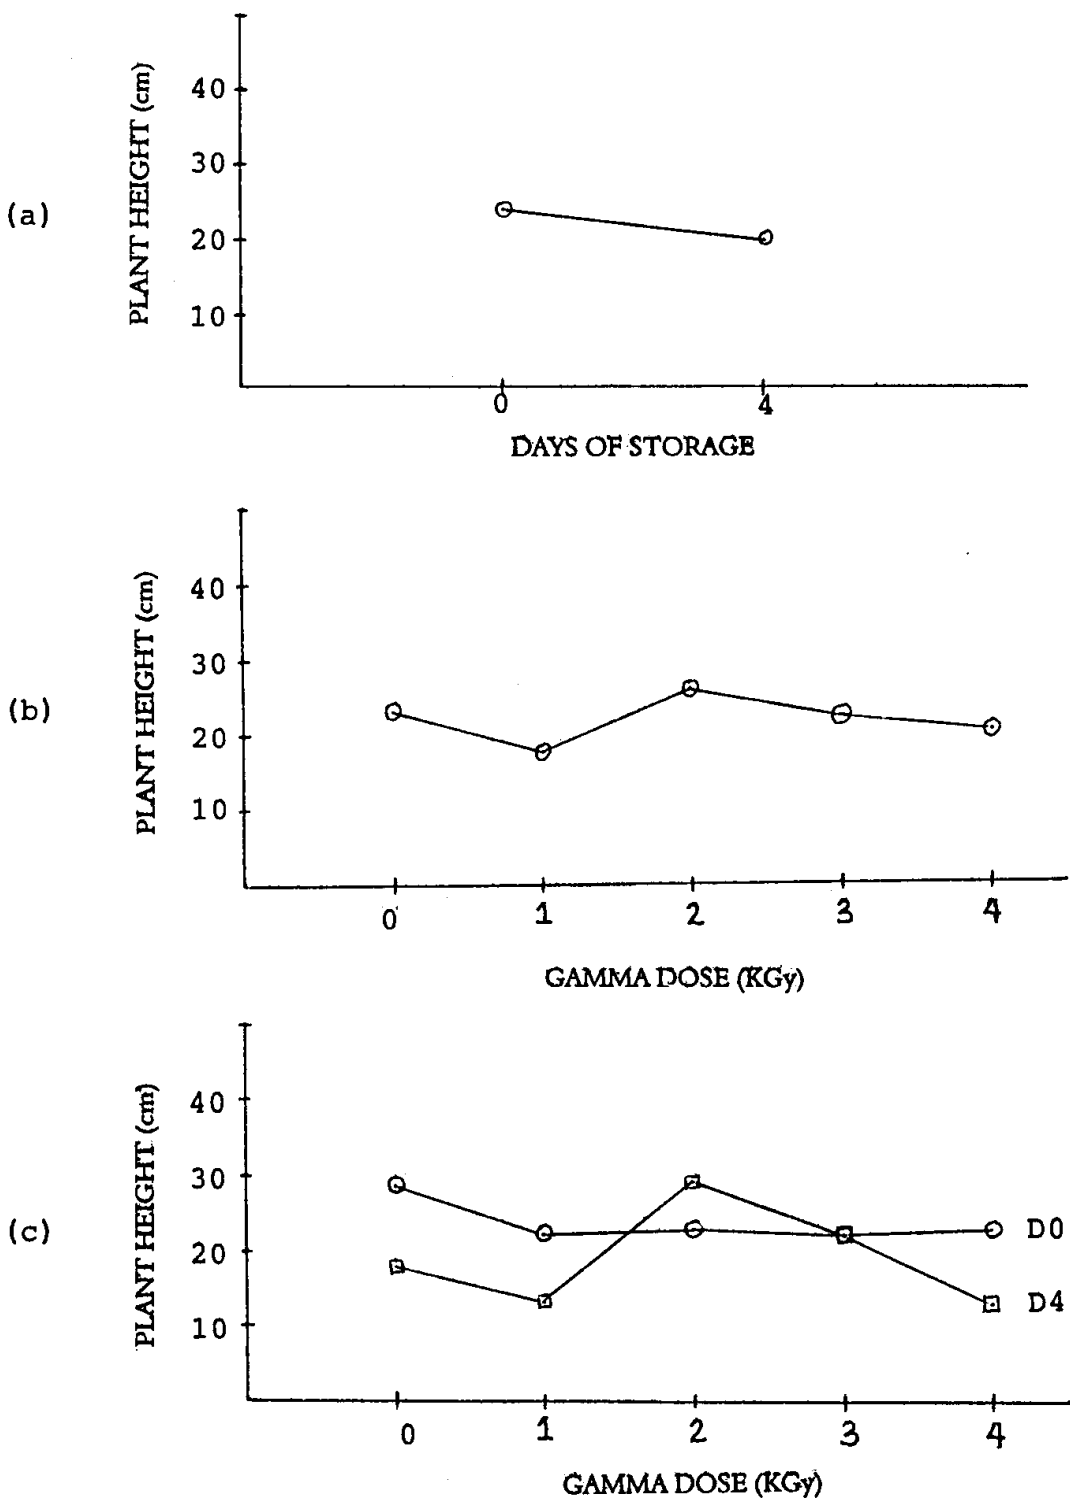 (a)
PLANT HEIGHT (cm)
40
30
20
10
0 4
DAYS OF STORAGE
(b)
PLANT HEIGHT (cm)
40
30
20
10
0 1 2 3 4
GAMMA DOSE (KGy)
(c)
PLANT HEIGHT (cm)
40
30
20
10
D0
D4
0 1 2 3 4
GAMMA DOSE (KGy)